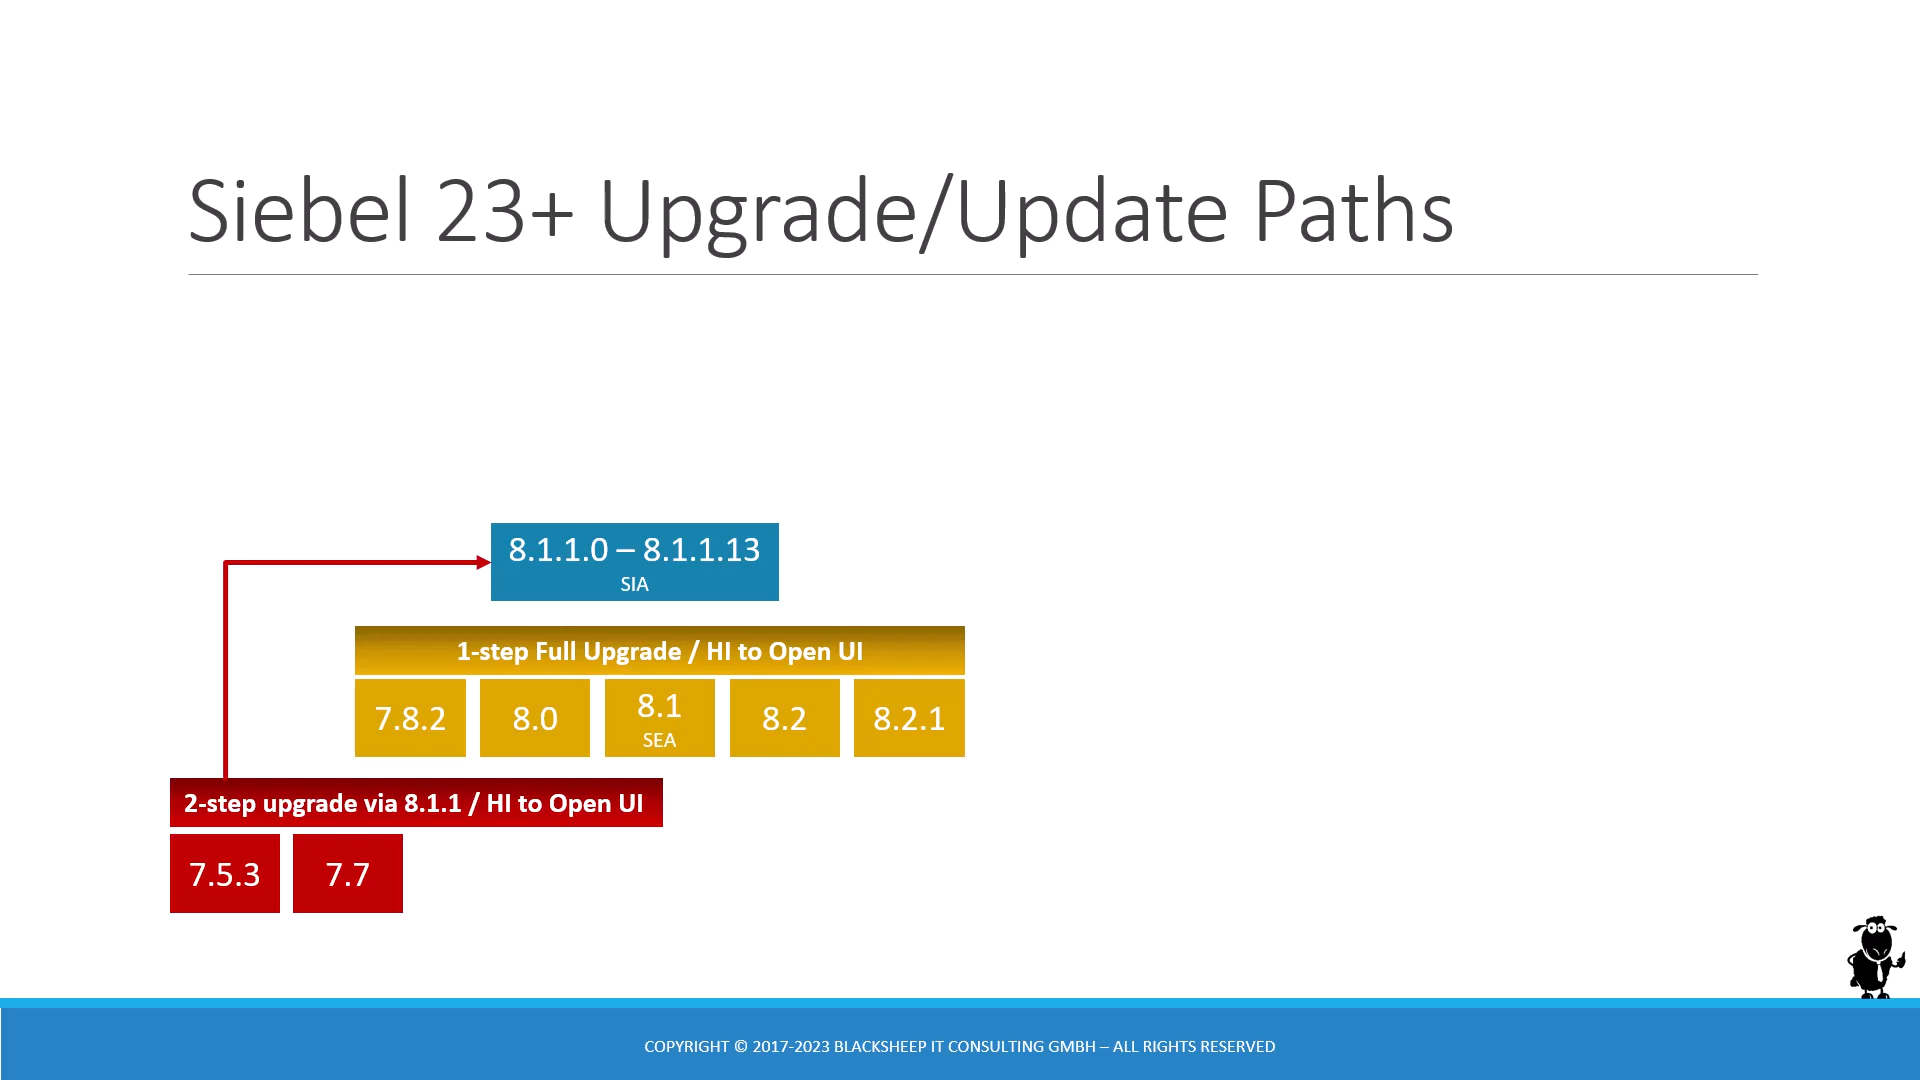 Siebel 23+ Upgrade/Update Paths
8.1.1.0 – 8.1.1.13
SIA
1-step Full Upgrade / HI to Open UI
7.8.2
8.0
8.1
SEA
8.2
8.2.1
2-step upgrade via 8.1.1 / HI to Open UI
7.5.3
7.7
COPYRIGHT © 2017-2023 BLACKSHEEP IT CONSULTING GMBH – ALL RIGHTS RESERVED